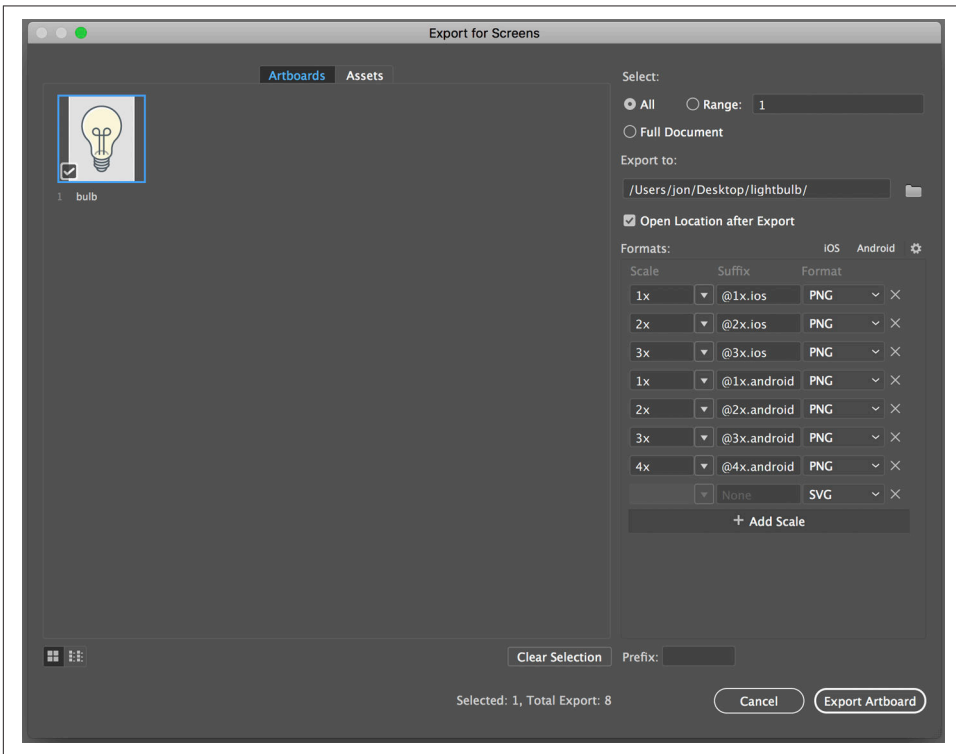 Export for Screens
Artboards Assets
1 bulb
Select:
All Range: 1
Full Document
Export to:
/Users/jon/Desktop/lightbulb/
Open Location after Export
Formats: iOS Android
Scale Suffix Format
1x @1x.ios PNG
2x @2x.ios PNG
3x @3x.ios PNG
1x @1x.android PNG
2x @2x.android PNG
3x @3x.android PNG
4x @4x.android PNG
None SVG
+ Add Scale
Clear Selection
Prefix:
Selected: 1, Total Export: 8
Cancel
Export Artboard